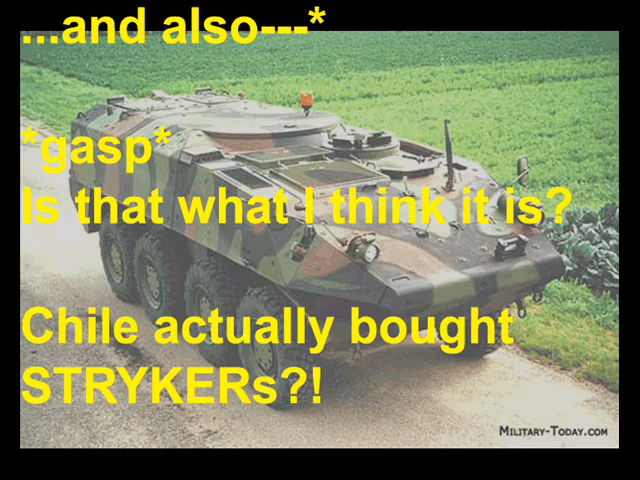 ...and also---*
*gasp*
Is that what I think it is?
Chile actually bought
STRYKERs?!
Military-Today.com